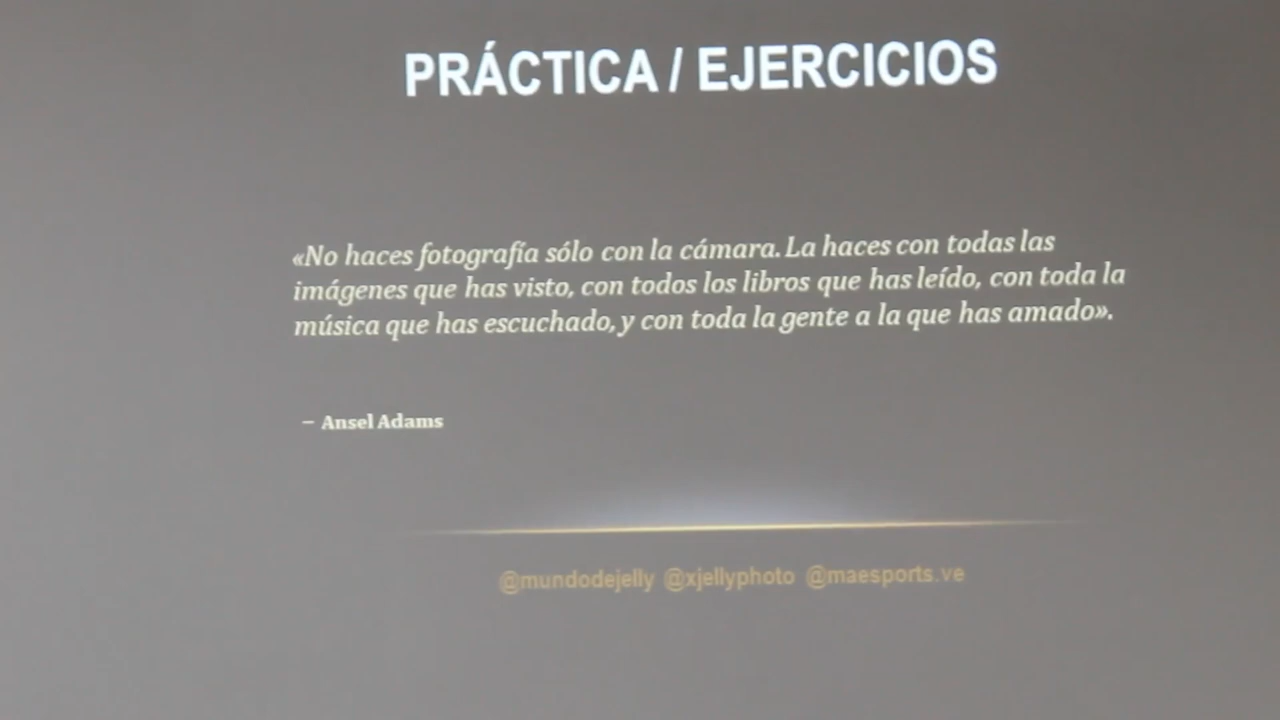 PRÁCTICA / EJERCICIOS
«No haces fotografía sólo con la cámara. La haces con todas las
imágenes que has visto, con todos los libros que has leído, con toda la
música que has escuchado, y con toda la gente a la que has amado».
– Ansel Adams
@mundodejelly @xjellyphoto @maesports.ve